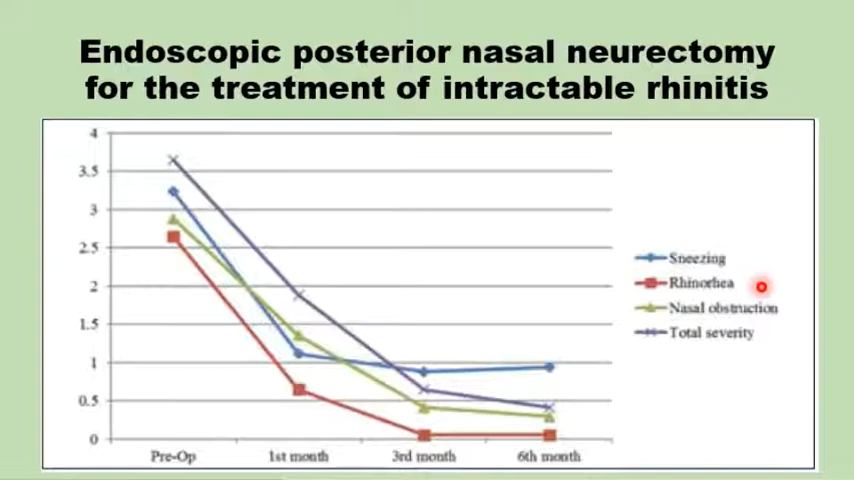 Endoscopic posterior nasal neurectomy
for the treatment of intractable rhinitis
4
3.5
3
2.5
2
1.5
1
0.5
0
Pre-Op 1st month 3rd month 6th month
Sneezing
Rhinorhea
Nasal obstruction
Total severity